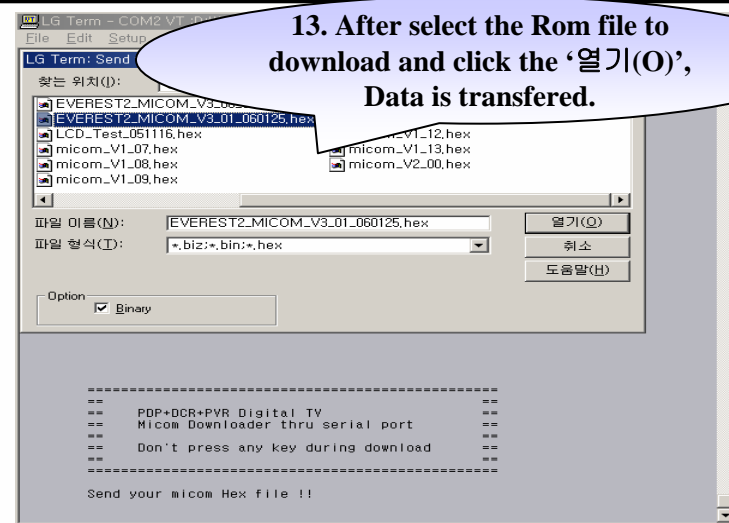 LG Term - COM2 VT
File Edit Setup
LG Term: Send
13. After select the Rom file to
download and click the ‘열기(O)’,
Data is transfered.
찾는 위치(I):
EVEREST2_MICOM_V3_01_060125.hex
LCD_Test_051116.hex
micom_V1_07.hex
micom_V1_08.hex
micom_V1_09.hex
micom_V1_12.hex
micom_V1_13.hex
micom_V2_00.hex
파일 이름(N): EVEREST2_MICOM_V3_01_060125.hex 열기(O)
파일 형식(T): *.biz;*.bin;*.hex 취소
도움말(H)
Option
Binary
==================================================
== ==
== PDP+DCR+PVR Digital TV ==
== Micom Downloader thru serial port ==
== ==
== Don't press any key during download ==
== ==
==================================================
Send your micom Hex file !!